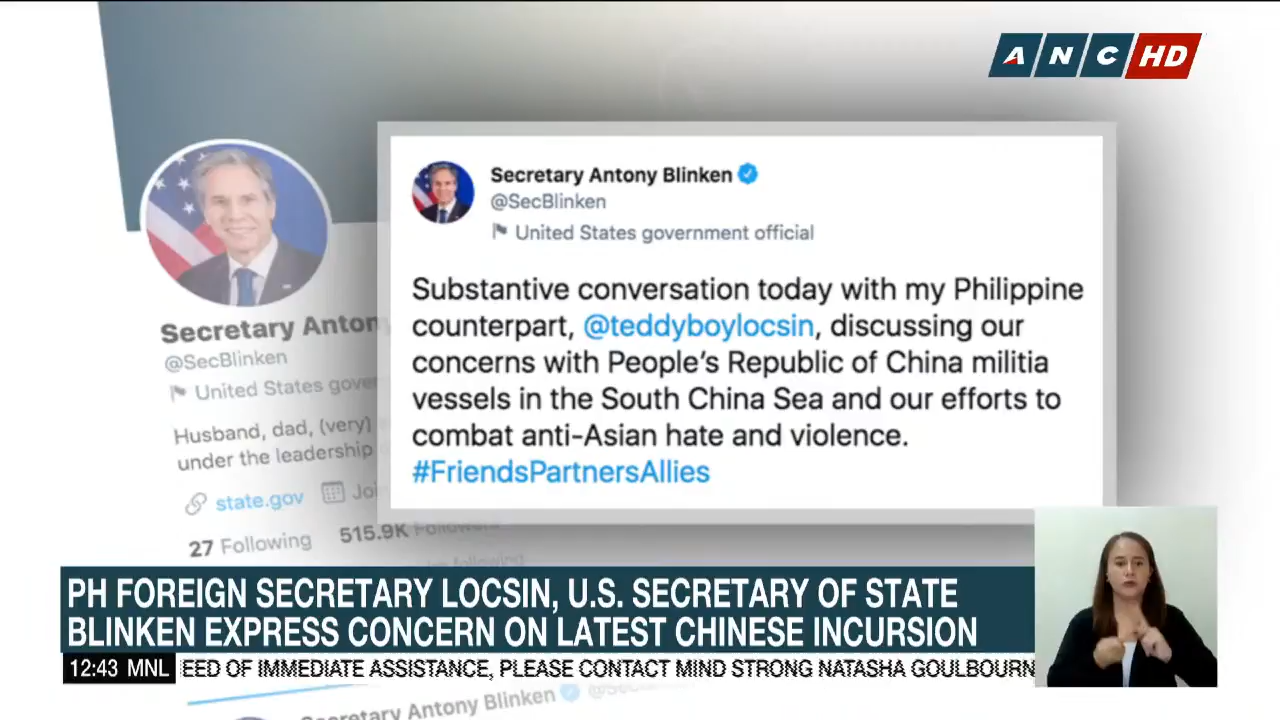 ANC HD
Secretary Antony Blinken
@SecBlinken
United States government official
Substantive conversation today with my Philippine
counterpart, @teddyboylocsin, discussing our
concerns with People's Republic of China militia
vessels in the South China Sea and our efforts to
combat anti-Asian hate and violence.
#FriendsPartnersAllies
Secretary Anton
@SecBlinken
United States gover
Husband, dad, (very)
under the leadership
state.gov Joi
27 Following 515.9K Followers
following
PH FOREIGN SECRETARY LOCSIN, U.S. SECRETARY OF STATE
BLINKEN EXPRESS CONCERN ON LATEST CHINESE INCURSION
12:43 MNL EED OF IMMEDIATE ASSISTANCE, PLEASE CONTACT MIND STRONG NATASHA GOULBOURN
Secretary Antony Blinken